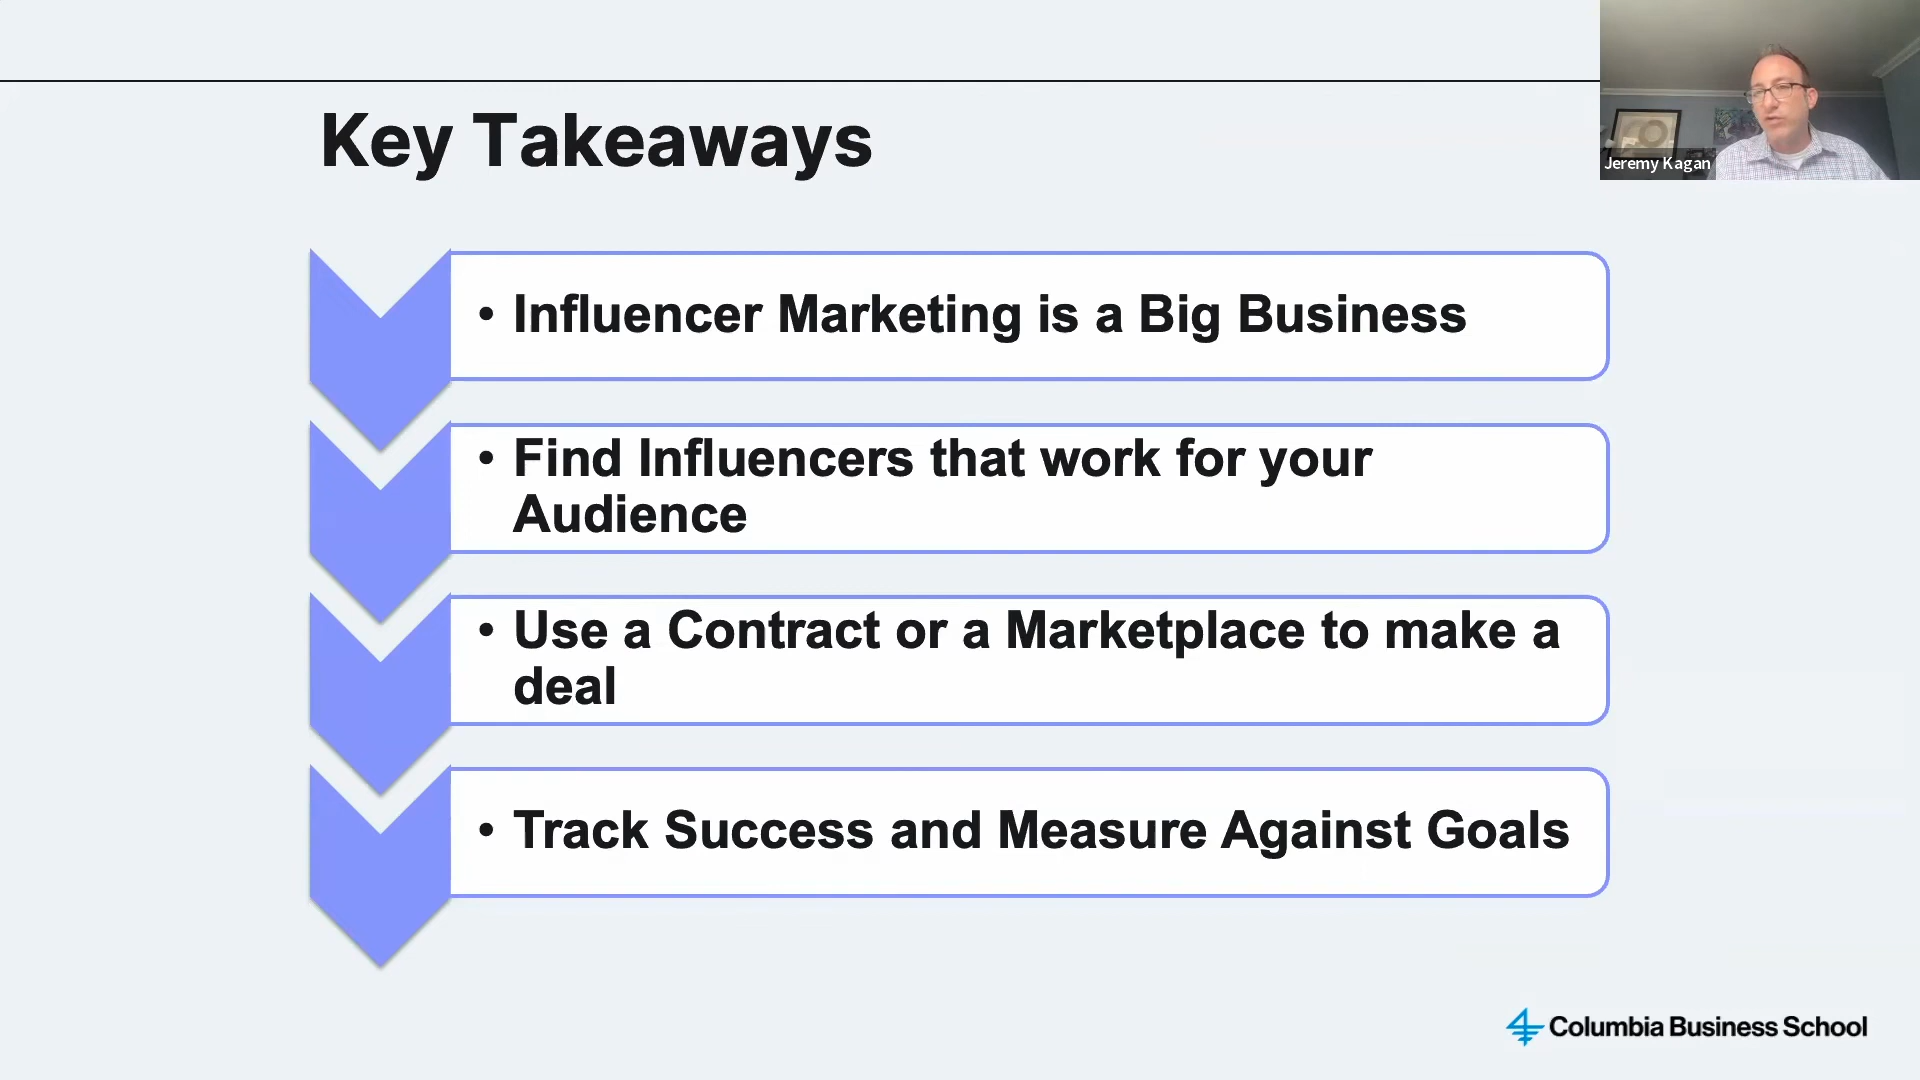 Key Takeaways
Jeremy Kagan
• Influencer Marketing is a Big Business
• Find Influencers that work for your
Audience
• Use a Contract or a Marketplace to make a
deal
• Track Success and Measure Against Goals
Columbia Business School